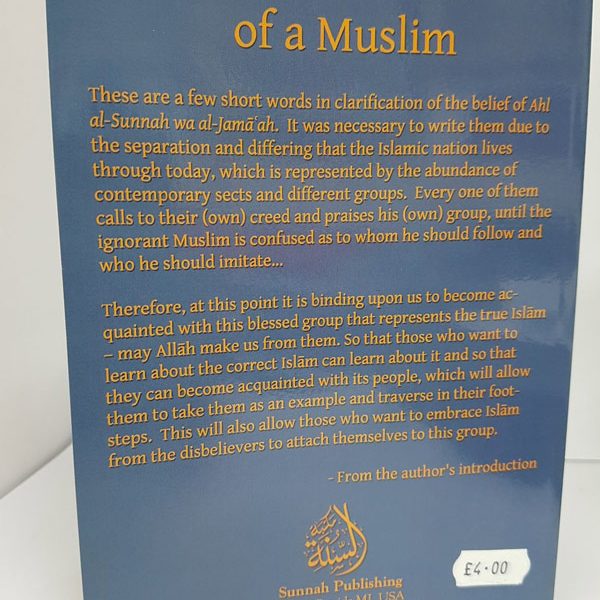 of a Muslim
These are a few short words in clarification of the belief of Ahl
al-Sunnah wa al-Jamāʿah. It was necessary to write them due to
the separation and differing that the Islamic nation lives
through today, which is represented by the abundance of
contemporary sects and different groups. Every one of them
calls to their (own) creed and praises his (own) group, until the
ignorant Muslim is confused as to whom he should follow and
who he should imitate...
Therefore, at this point it is binding upon us to become ac-
quainted with this blessed group that represents the true Islām
– may Allāh make us from them. So that those who want to
learn about the correct Islām can learn about it and so that
they can become acquainted with its people, which will allow
them to take them as an example and traverse in their foot-
steps. This will also allow those who want to embrace Islām
from the disbelievers to attach themselves to this group.
- From the author's introduction
مكتبة السنة
Sunnah Publishing
MI, USA
£4.00